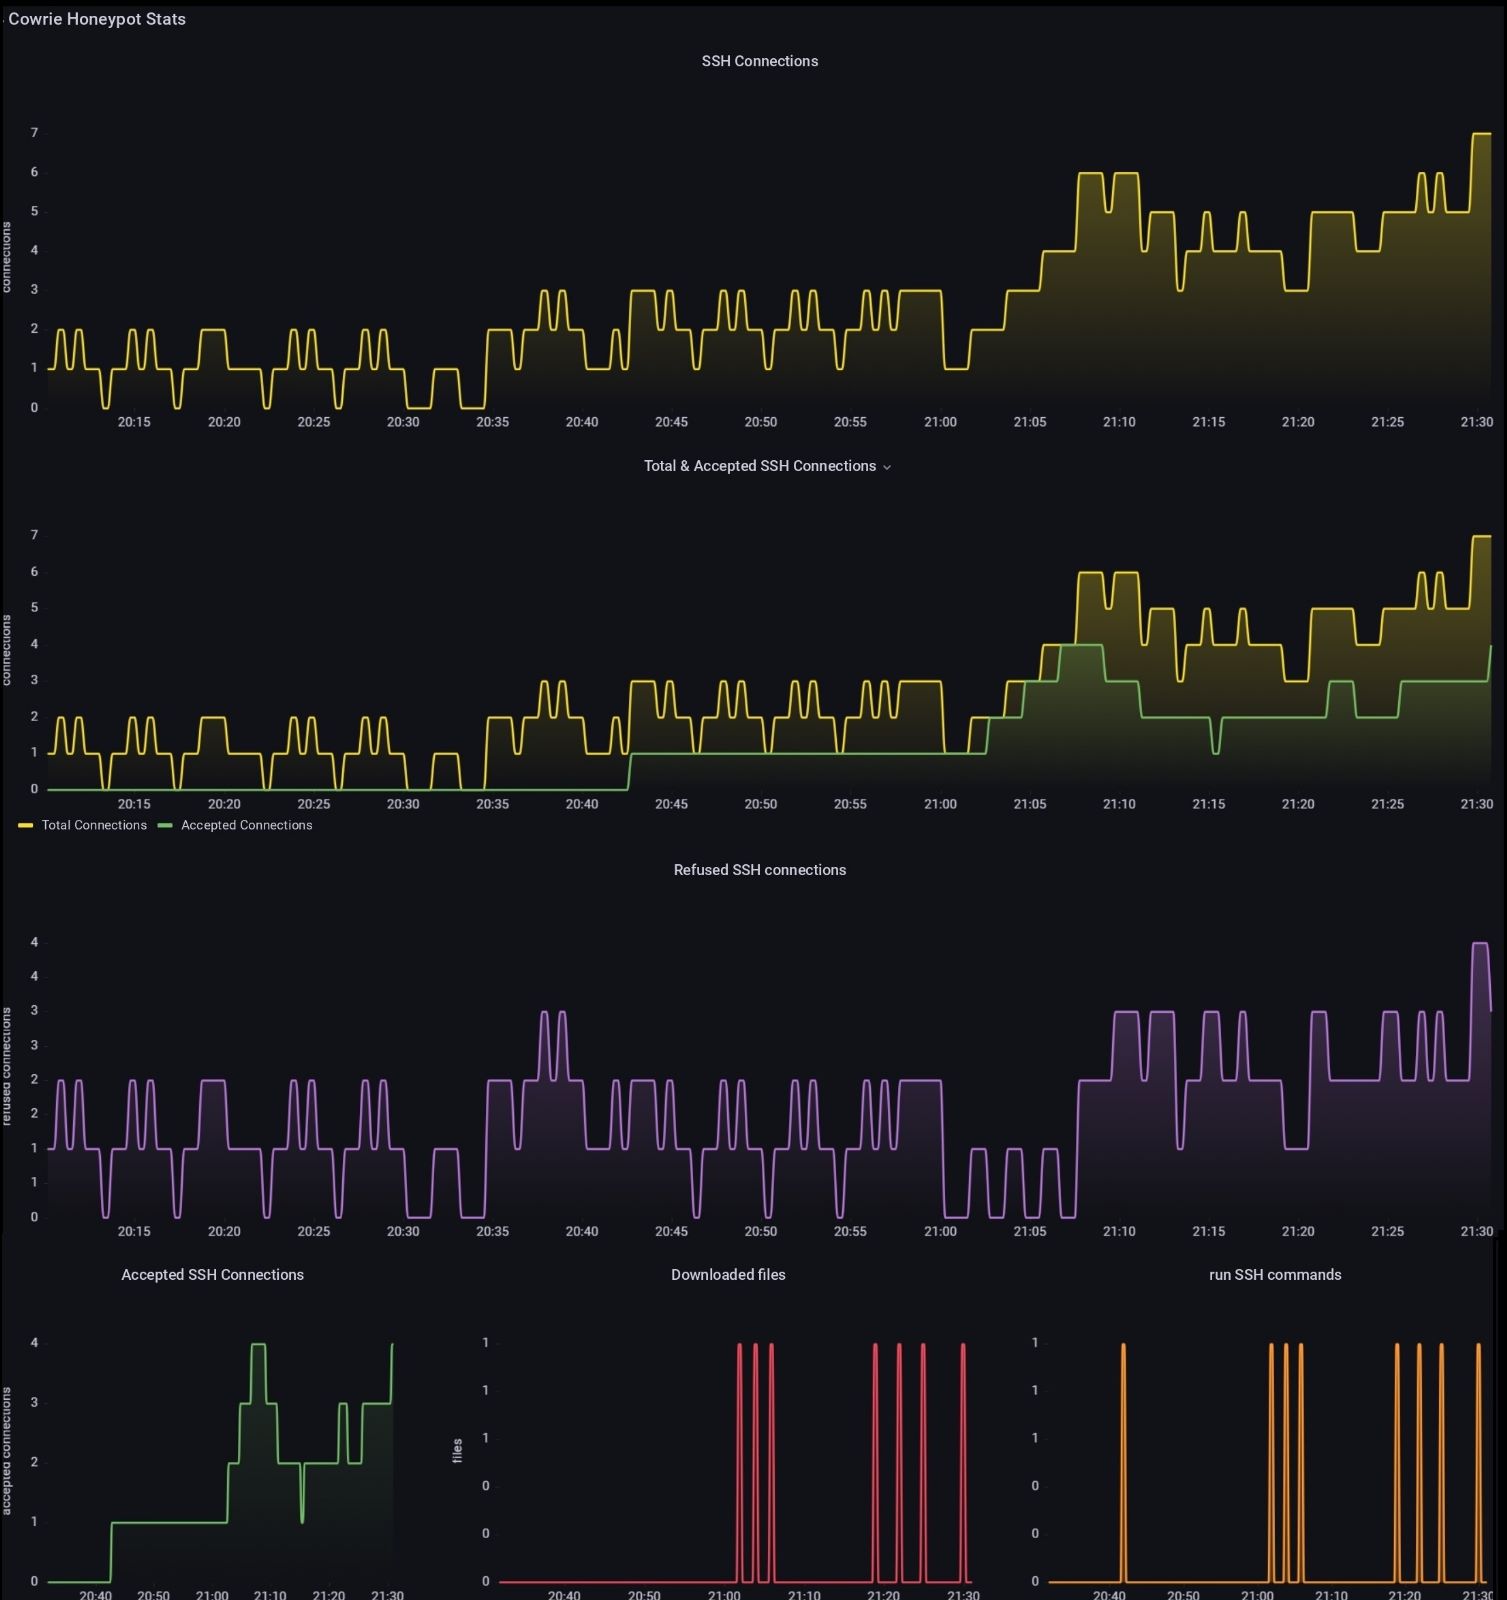 Cowrie Honeypot Stats
SSH Connections
connections
7
6
5
4
3
2
1
0
20:15 20:20 20:25 20:30 20:35 20:40 20:45 20:50 20:55 21:00 21:05 21:10 21:15 21:20 21:25 21:30
Total & Accepted SSH Connections
connections
7
6
5
4
3
2
1
0
20:15 20:20 20:25 20:30 20:35 20:40 20:45 20:50 20:55 21:00 21:05 21:10 21:15 21:20 21:25 21:30
Total Connections Accepted Connections
Refused SSH connections
refused connections
4
4
3
3
2
2
1
1
0
20:15 20:20 20:25 20:30 20:35 20:40 20:45 20:50 20:55 21:00 21:05 21:10 21:15 21:20 21:25 21:30
Accepted SSH Connections
accepted connections
4
3
2
1
0
20:40 20:50 21:00 21:10 21:20 21:30
Downloaded files
files
1
1
1
0
0
0
20:40 20:50 21:00 21:10 21:20 21:30
run SSH commands
1
1
1
0
0
0
20:40 20:50 21:00 21:10 21:20 21:30